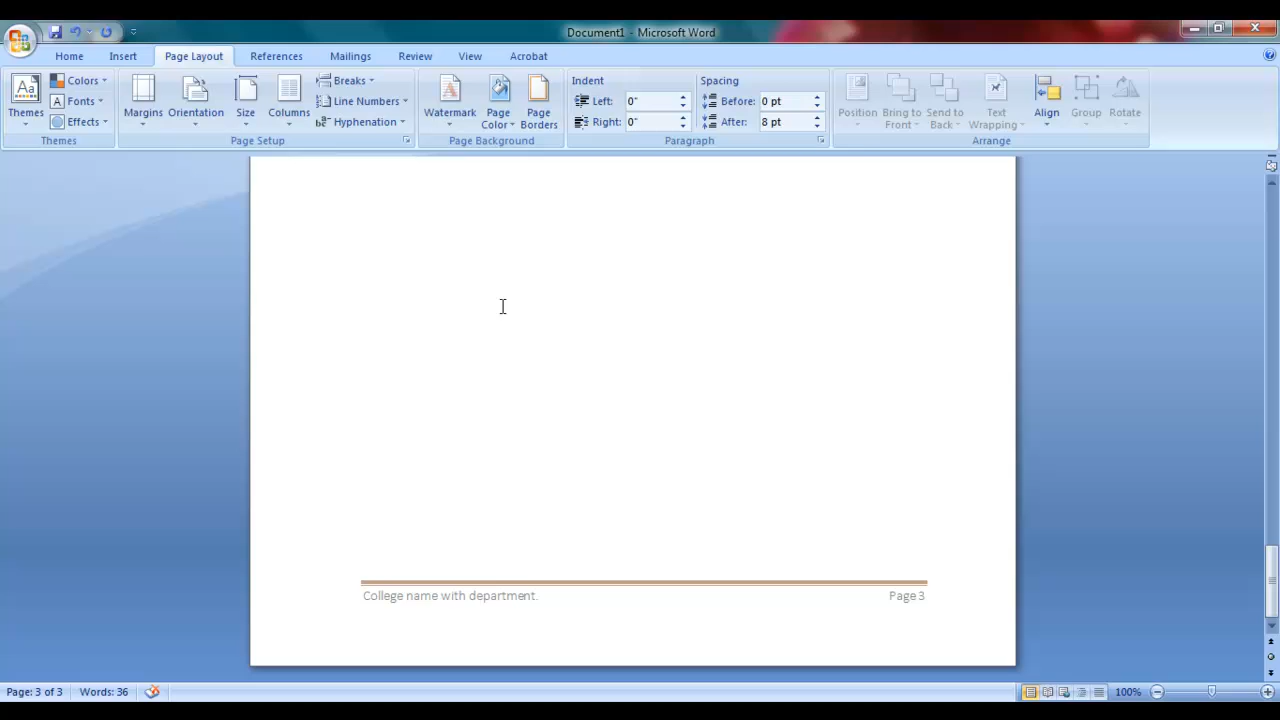 Document1 - Microsoft Word
Home Insert Page Layout References Mailings Review View Acrobat
Themes Colors Fonts Effects
Themes
Margins Orientation Size Columns Breaks Line Numbers Hyphenation
Page Setup
Watermark Page Color Page Borders
Page Background
Indent
Left: 0"
Right: 0"
Spacing
Before: 0 pt
After: 8 pt
Paragraph
Position Bring to Front Send to Back Text Wrapping Align Group Rotate
Arrange
College name with department. Page 3
Page: 3 of 3 Words: 36 100%